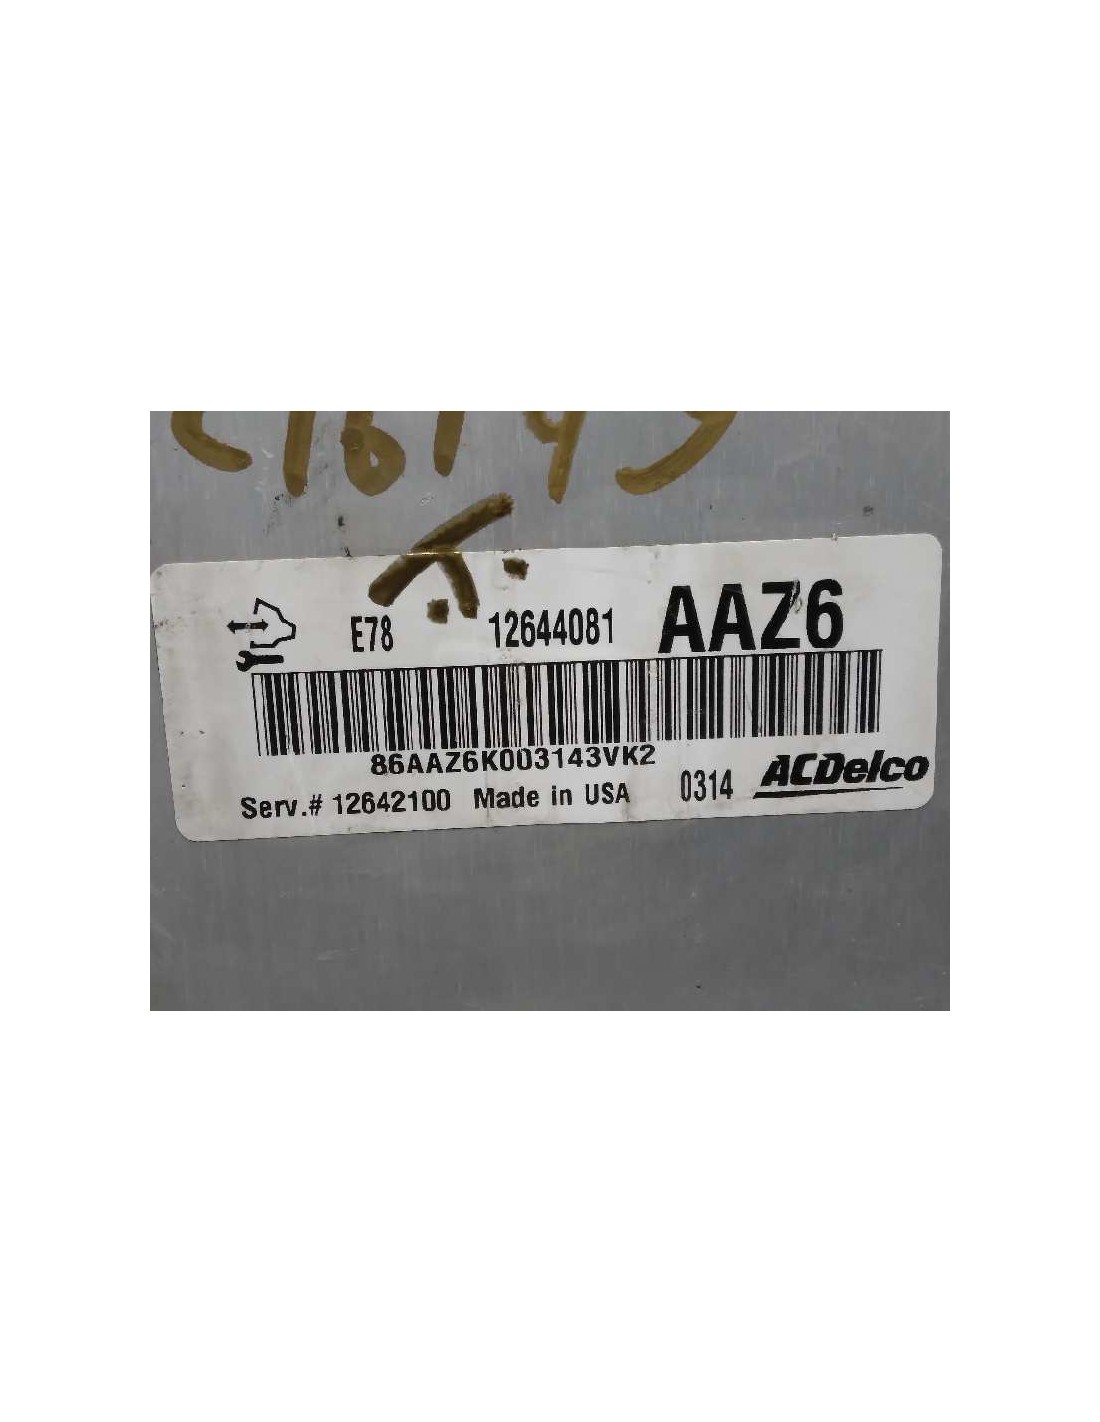 E78 12644081 AAZ6
86AAZ6K003143VK2
Serv.# 12642100 Made in USA 0314 ACDelco